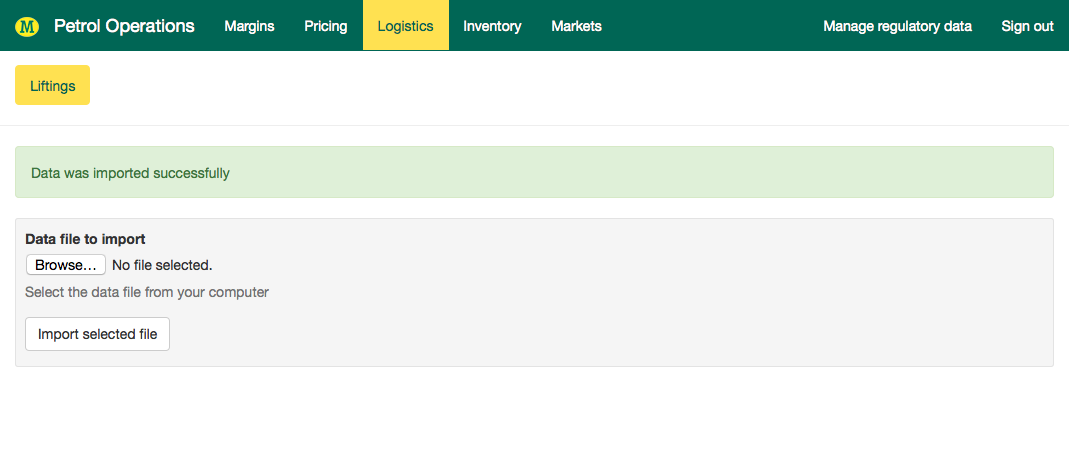 M Petrol Operations Margins Pricing Logistics Inventory Markets Manage regulatory data Sign out
Liftings
Data was imported successfully
Data file to import
Browse… No file selected.
Select the data file from your computer
Import selected file